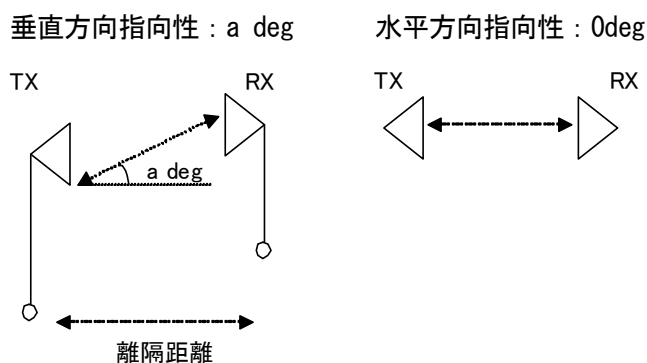 垂直方向指向性：a deg
水平方向指向性：0deg
TX
RX
TX
RX
a deg
離隔距離